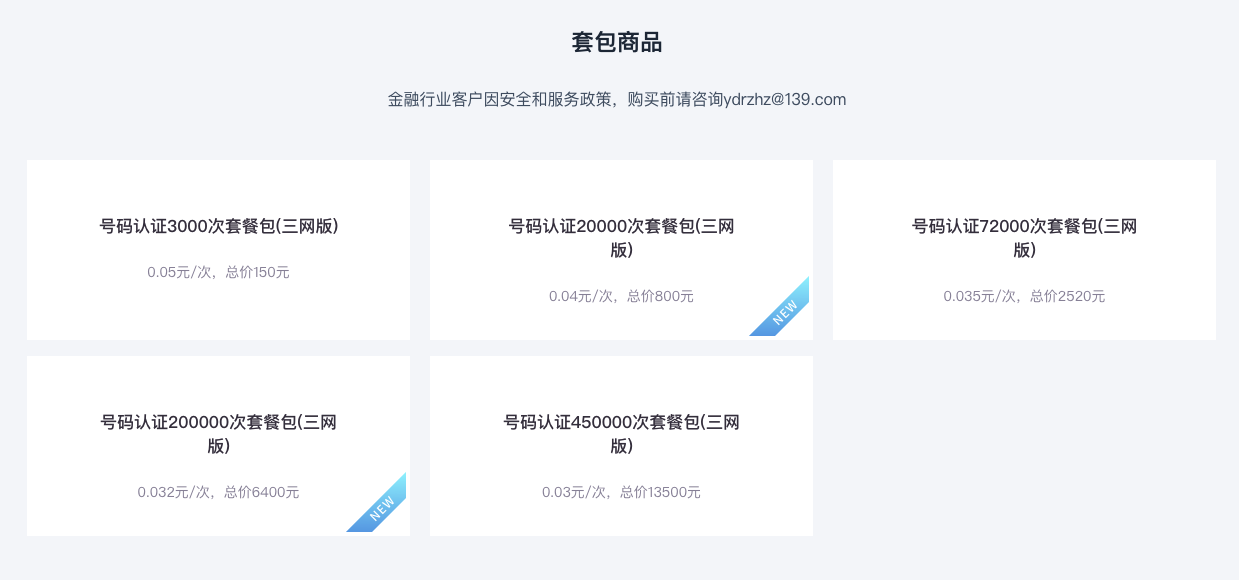 套包商品
金融行业客户因安全和服务政策，购买前请咨询ydrzhz@139.com
号码认证3000次套餐包(三网版)
0.05元/次，总价150元
号码认证20000次套餐包(三网
版)
0.04元/次，总价800元
NEW
号码认证72000次套餐包(三网
版)
0.035元/次，总价2520元
号码认证200000次套餐包(三网
版)
0.032元/次，总价6400元
NEW
号码认证450000次套餐包(三网
版)
0.03元/次，总价13500元